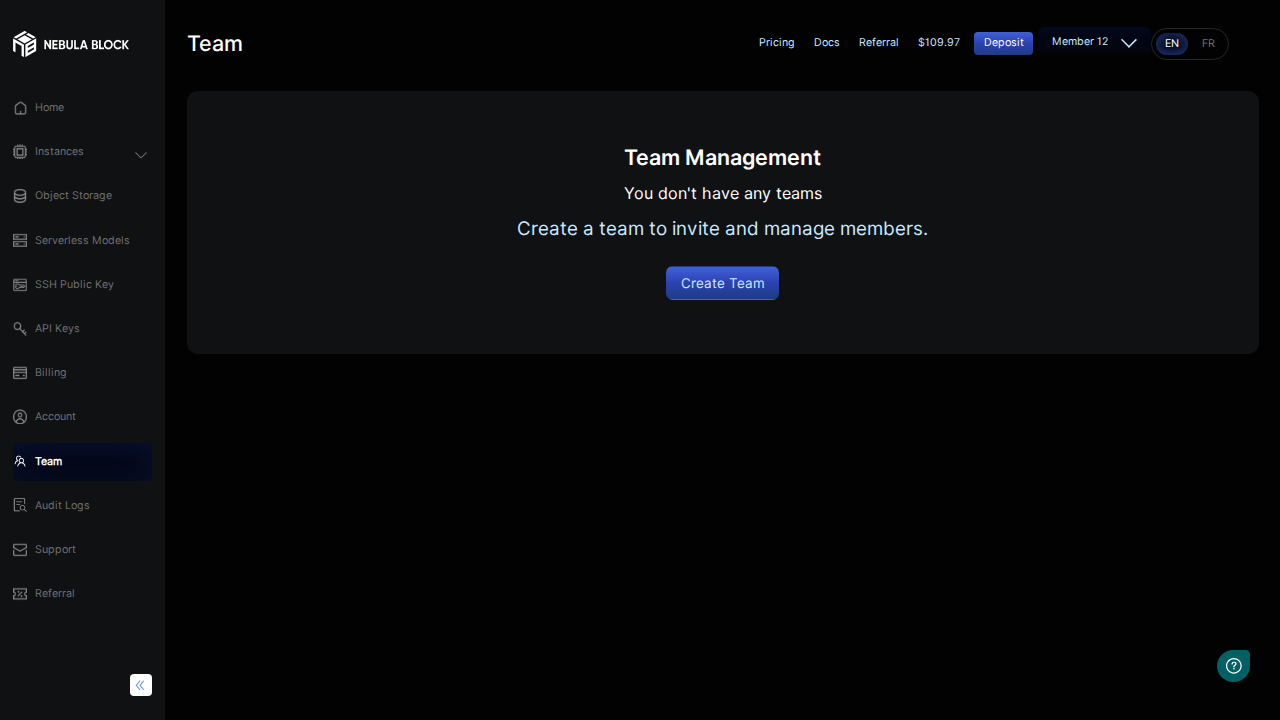 NEBULA BLOCK
Home
Instances
Object Storage
Serverless Models
SSH Public Key
API Keys
Billing
Account
Team
Audit Logs
Support
Referral
Team
Pricing Docs Referral $109.97 Deposit Member 12 EN FR
Team Management
You don't have any teams
Create a team to invite and manage members.
Create Team